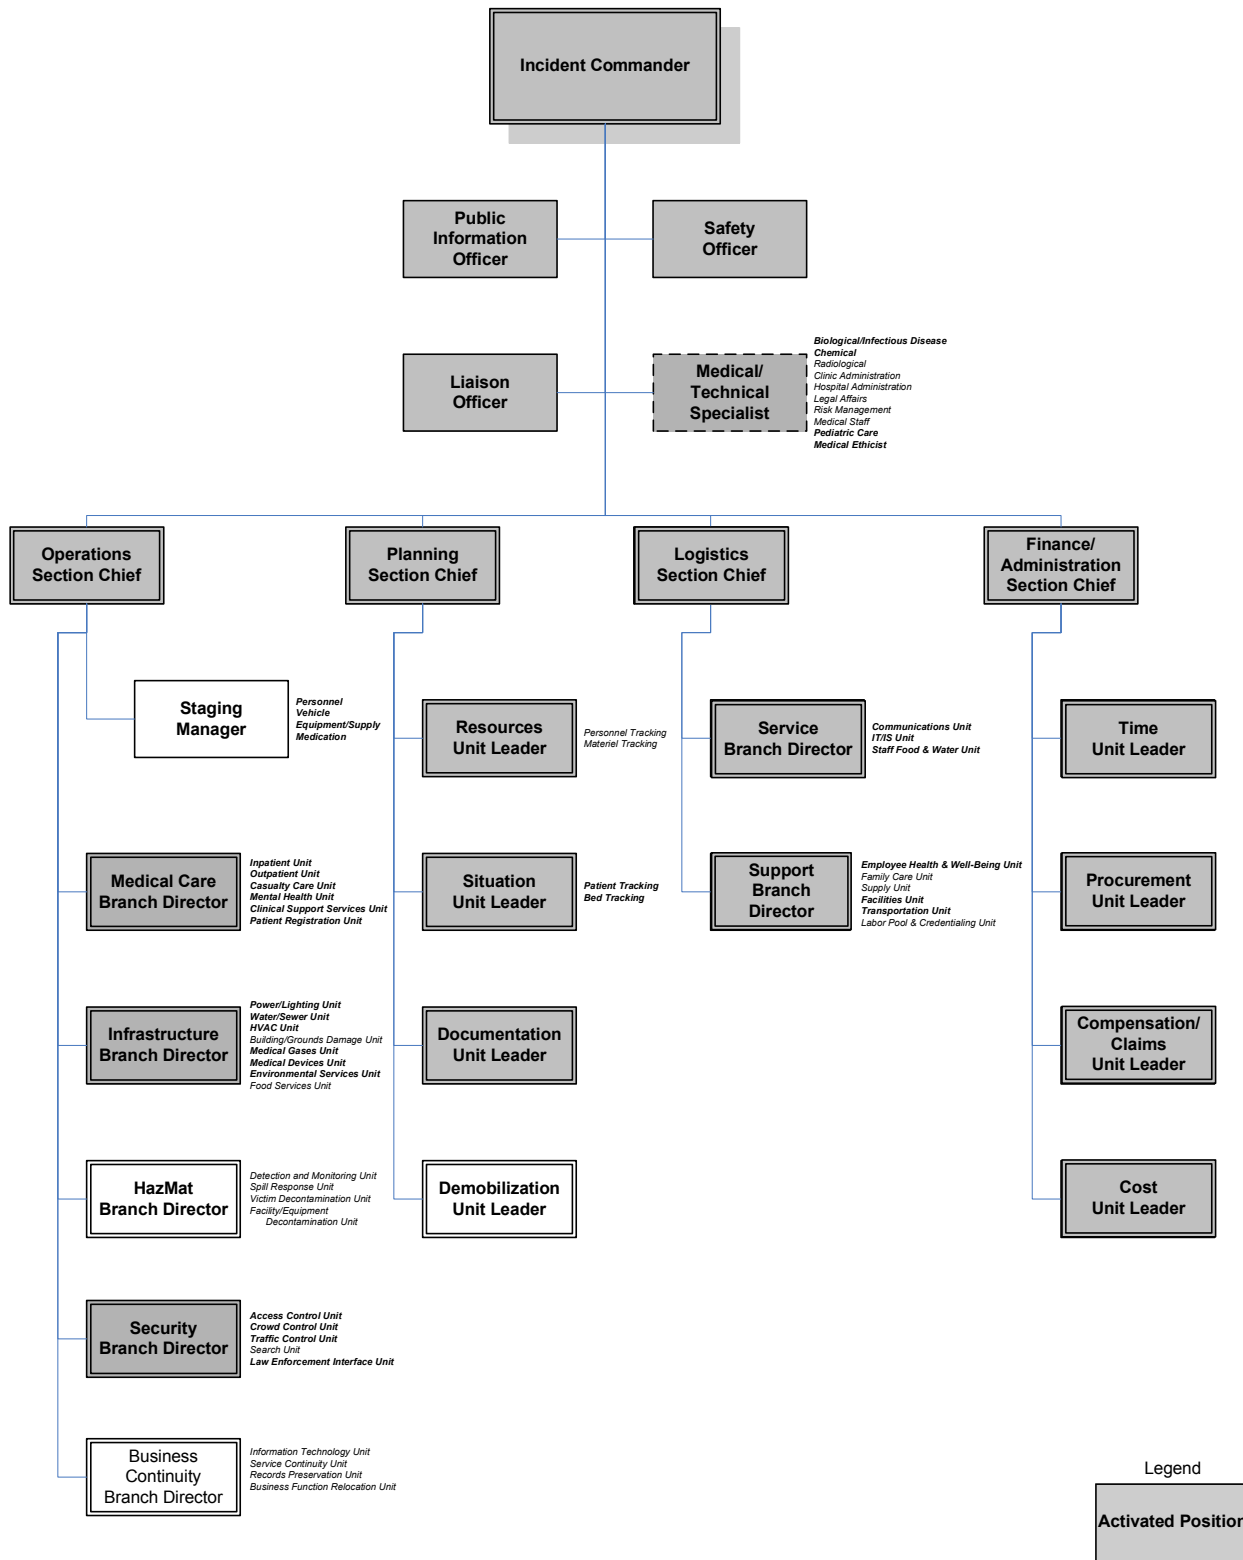 Incident Commander
Public
Information
Officer
Safety
Officer
Liaison
Officer
Medical/
Technical
Specialist
Biological/Infectious Disease
Chemical
Radiological
Clinic Administration
Hospital Administration
Legal Affairs
Risk Management
Medical Staff
Pediatric Care
Medical Ethicist
Operations
Section Chief
Planning
Section Chief
Logistics
Section Chief
Finance/
Administration
Section Chief
Staging
Manager
Personnel
Vehicle
Equipment/Supply
Medication
Resources
Unit Leader
Personnel Tracking
Materiel Tracking
Service
Branch Director
Communications Unit
IT/IS Unit
Staff Food & Water Unit
Time
Unit Leader
Medical Care
Branch Director
Inpatient Unit
Outpatient Unit
Casualty Care Unit
Mental Health Unit
Clinical Support Services Unit
Patient Registration Unit
Situation
Unit Leader
Patient Tracking
Bed Tracking
Support
Branch
Director
Employee Health & Well-Being Unit
Family Care Unit
Supply Unit
Facilities Unit
Transportation Unit
Labor Pool & Credentialing Unit
Procurement
Unit Leader
Infrastructure
Branch Director
Power/Lighting Unit
Water/Sewer Unit
HVAC Unit
Building/Grounds Damage Unit
Medical Gases Unit
Medical Devices Unit
Environmental Services Unit
Food Services Unit
Documentation
Unit Leader
Compensation/
Claims
Unit Leader
HazMat
Branch Director
Detection and Monitoring Unit
Spill Response Unit
Victim Decontamination Unit
Facility/Equipment
Decontamination Unit
Demobilization
Unit Leader
Cost
Unit Leader
Security
Branch Director
Access Control Unit
Crowd Control Unit
Traffic Control Unit
Search Unit
Law Enforcement Interface Unit
Business
Continuity
Branch Director
Information Technology Unit
Service Continuity Unit
Records Preservation Unit
Business Function Relocation Unit
Legend
Activated Position